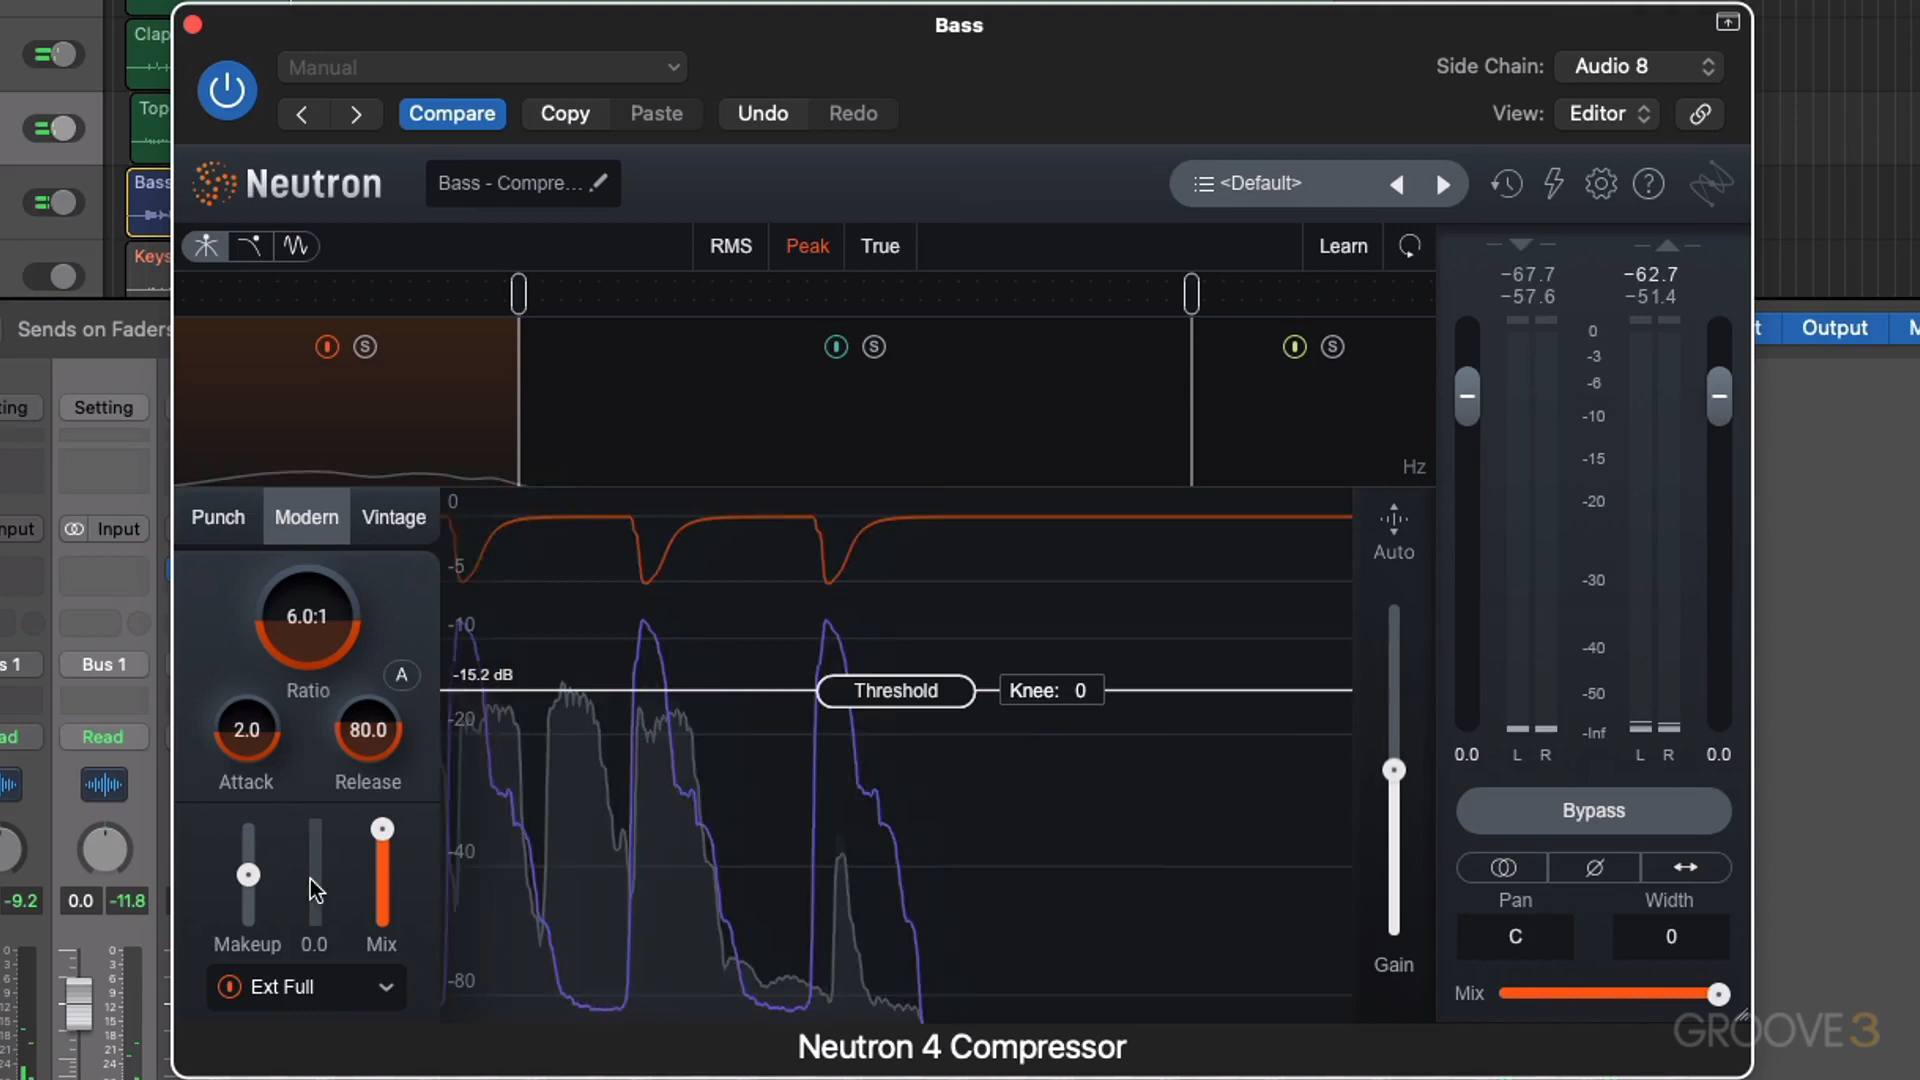 Bass
Clap
Manual
Side Chain: Audio 8
Compare Copy Paste Undo Redo
View: Editor
Top
Neutron
Bass - Compre...
<Default>
Bass
RMS Peak True
Learn
Keys
-67.7
-57.6
-62.7
-51.4
Sends on Faders
S
S
S
Output
0
-3
-6
-10
-15
-20
-30
-40
-50
-Inf
Setting
Hz
Punch Modern Vintage
0
-5
-10
-20
-40
-80
Auto
Input
6.0:1
Ratio
A
-15.2 dB
Threshold
Knee: 0
Bus 1
2.0
80.0
Attack
Release
Read
0.0 L R L R 0.0
Bypass
Pan
Width
C
0
0.0 -11.8
-9.2
Makeup 0.0 Mix
Gain
Ext Full
Mix
GROOVE 3
Neutron 4 Compressor